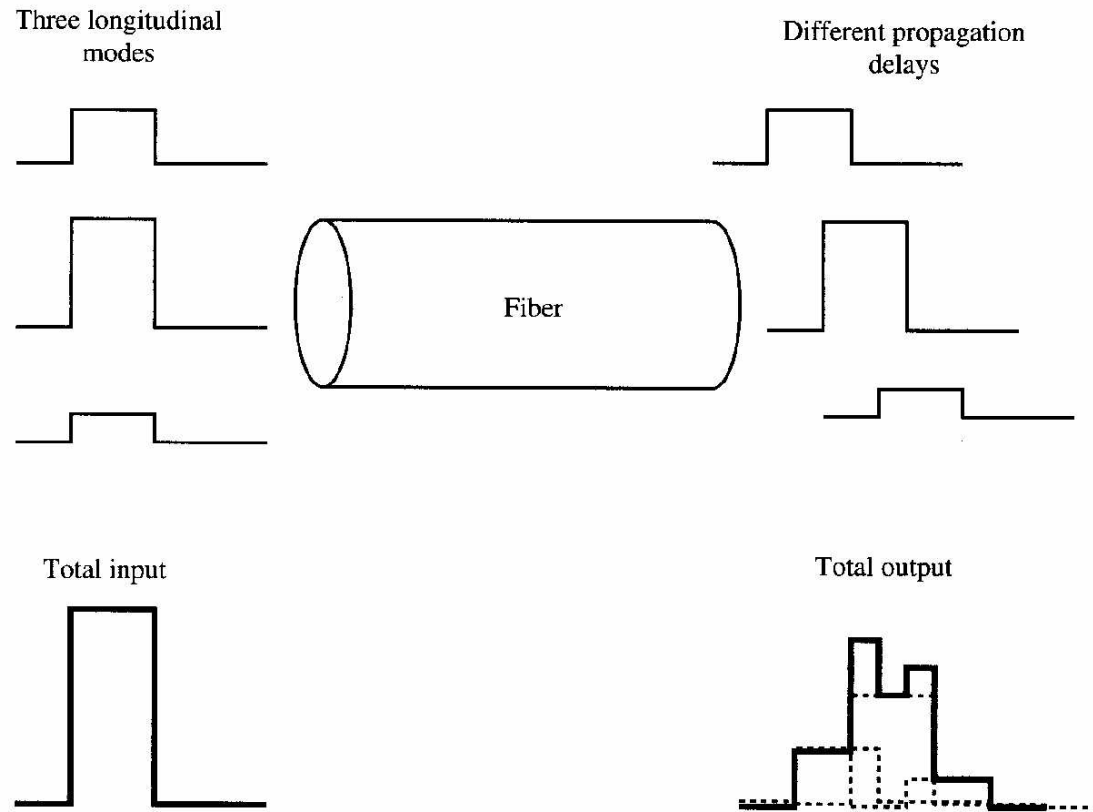 Three longitudinal
modes
Different propagation
delays
Fiber
Total input
Total output